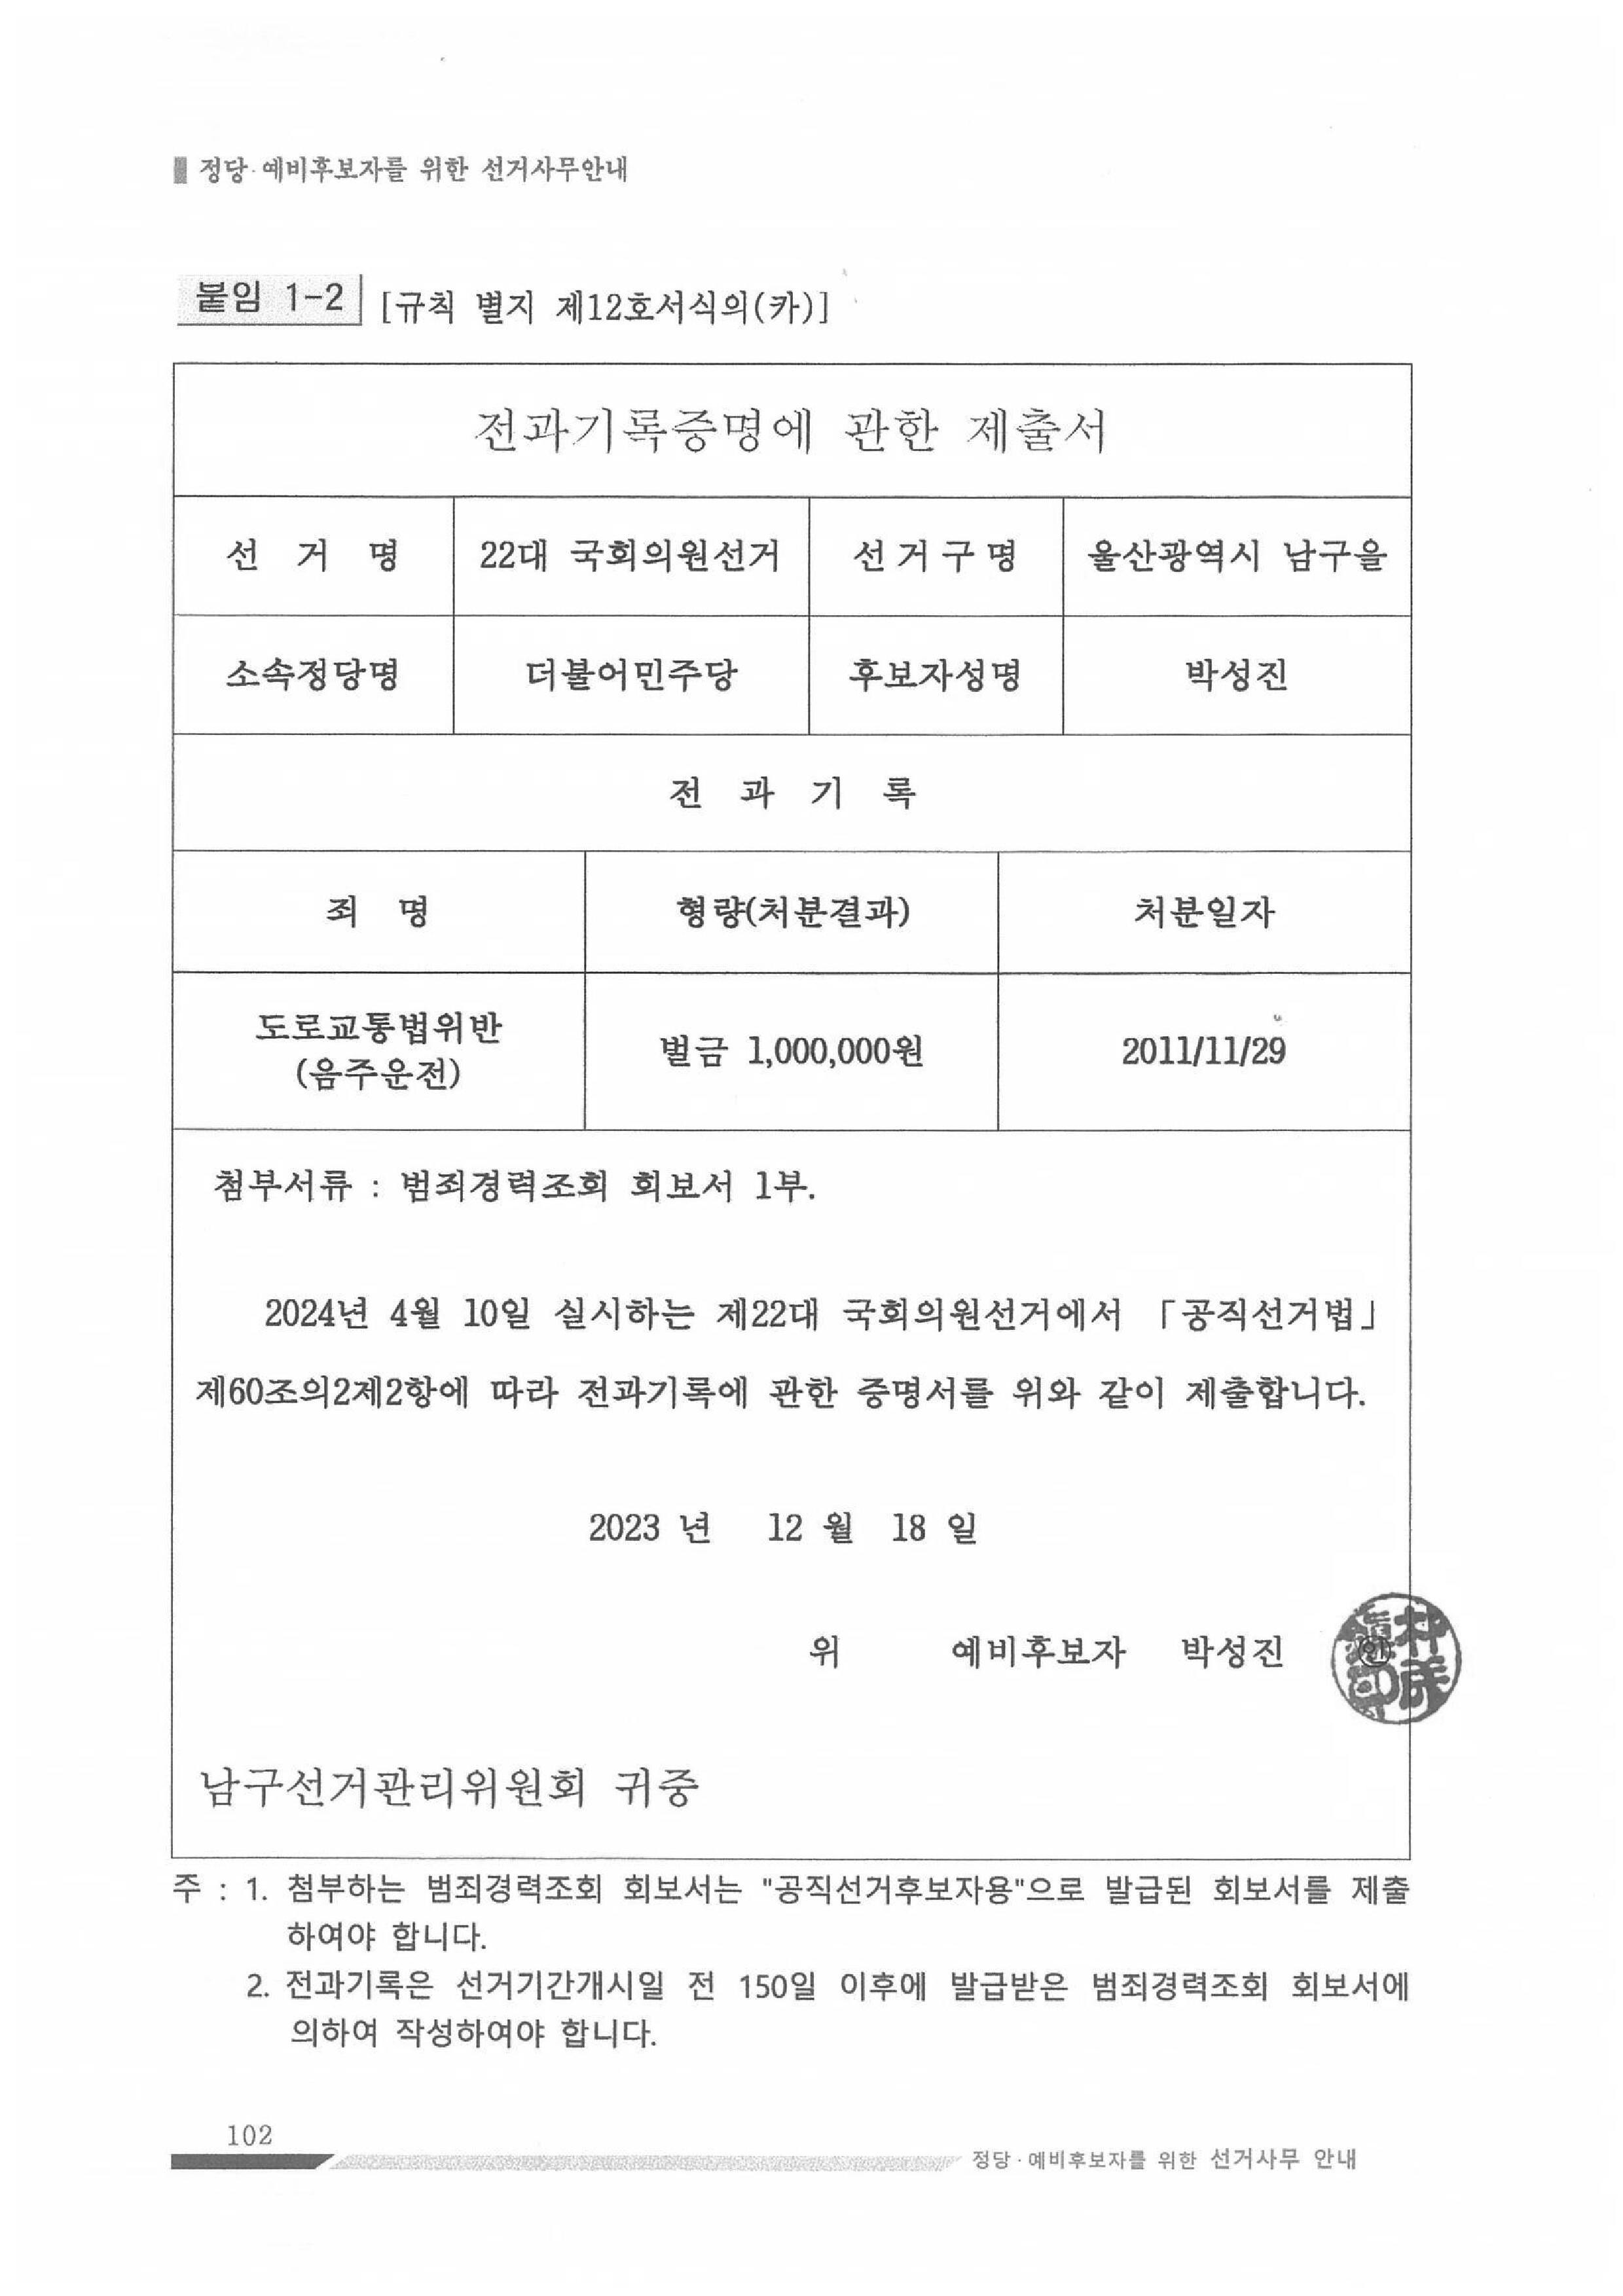 정당·예비후보자를 위한 선거사무안내
붙임 1-2 [규칙 별지 제12호서식의(카)]
전과기록증명에 관한 제출서
선 거 명 22대 국회의원선거 선거구명 울산광역시 남구을
소속정당명 더불어민주당 후보자성명 박성진
전 과 기 록
죄 명 형량(처분결과) 처분일자
도로교통법위반
(음주운전)
벌금 1,000,000원 2011/11/29
첨부서류 : 범죄경력조회 회보서 1부.
2024년 4월 10일 실시하는 제22대 국회의원선거에서 「공직선거법」
제60조의2제2항에 따라 전과기록에 관한 증명서를 위와 같이 제출합니다.
2023 년 12 월 18 일
위 예비후보자 박성진 ㊞
남구선거관리위원회 귀중
주 : 1. 첨부하는 범죄경력조회 회보서는 "공직선거후보자용"으로 발급된 회보서를 제출
하여야 합니다.
2. 전과기록은 선거기간개시일 전 150일 이후에 발급받은 범죄경력조회 회보서에
의하여 작성하여야 합니다.
102
정당·예비후보자를 위한 선거사무 안내